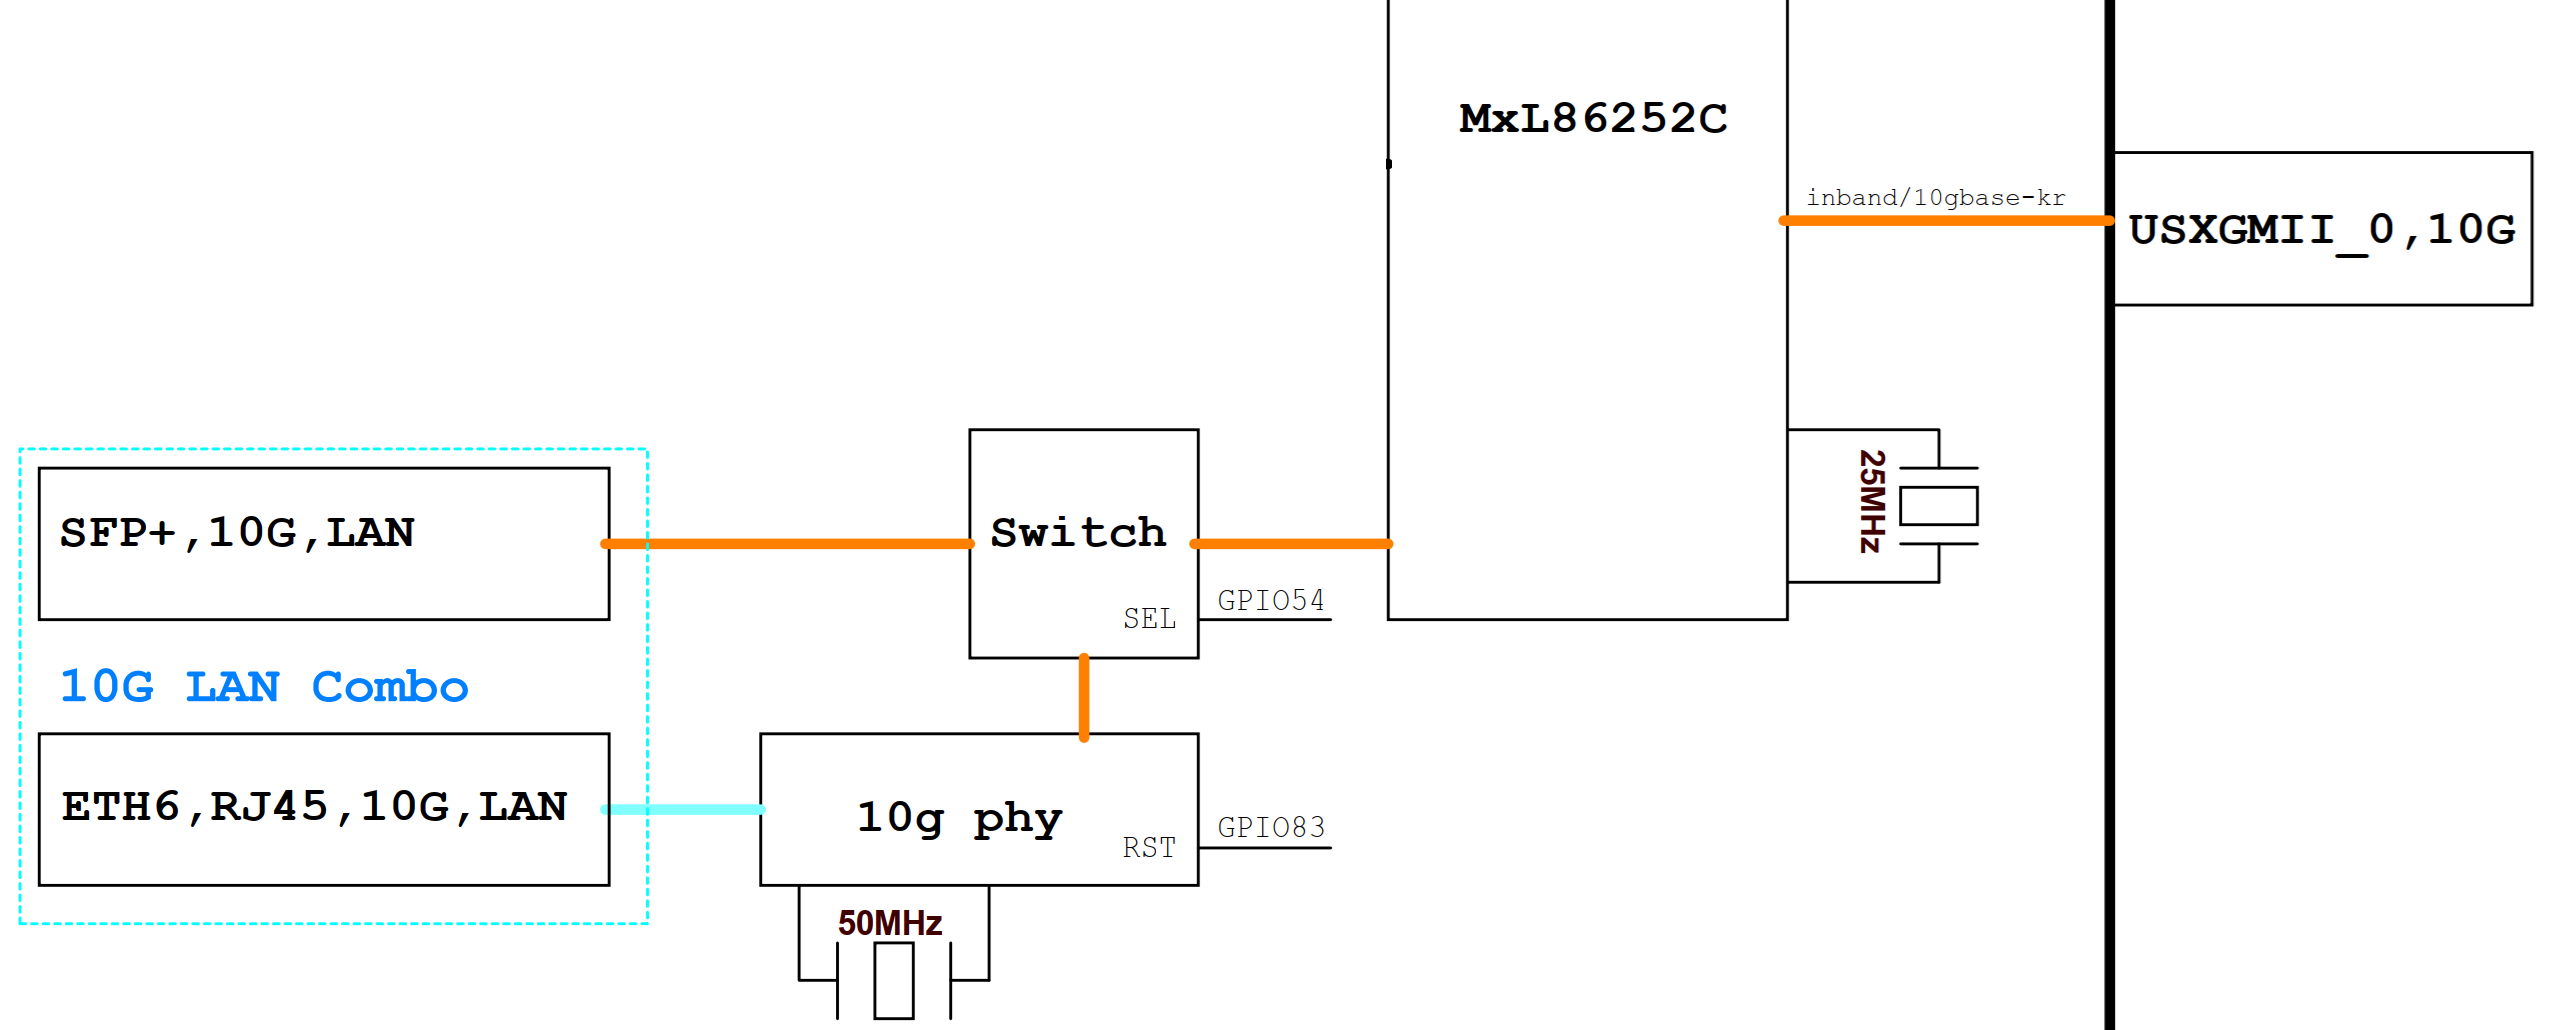 MxL86252C
inband/10gbase-kr
USXGMII_0,10G
25MHz
SFP+,10G,LAN
Switch
SEL
GPIO54
10G LAN Combo
ETH6,RJ45,10G,LAN
10g phy
RST
GPIO83
50MHz